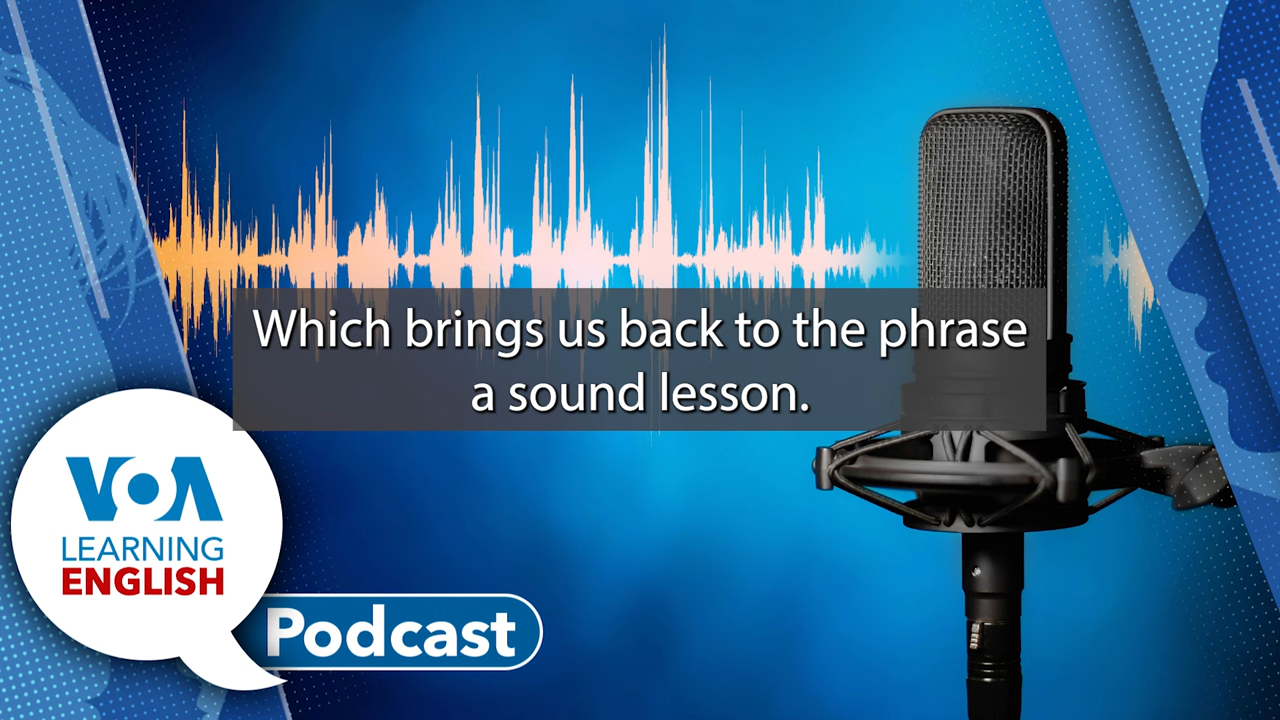 Which brings us back to the phrase
a sound lesson.
VOA
LEARNING
ENGLISH
Podcast